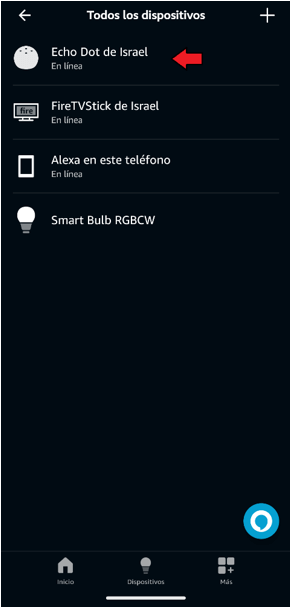 Todos los dispositivos
Echo Dot de Israel
En línea
fire
FireTVStick de Israel
En línea
Alexa en este teléfono
En línea
Smart Bulb RGBCW
Inicio
Dispositivos
Más